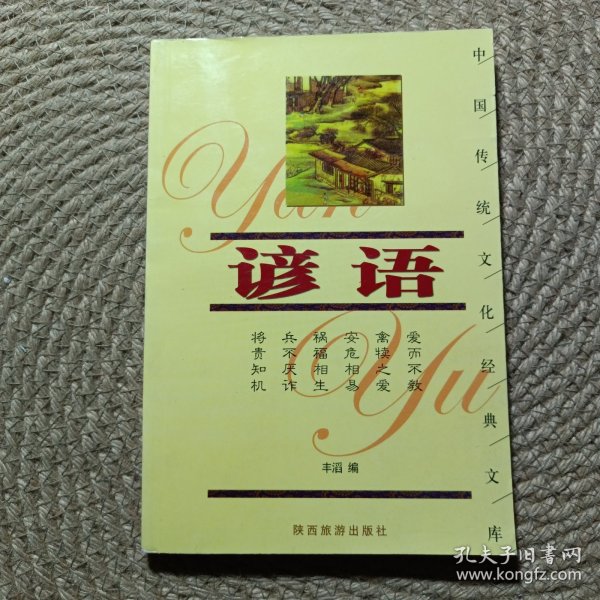 中国传统文化经典文库
Yan
谚语
将兵祸安禽爱
贵不福危犊而
知厌相相之不
机诈生易爱教
Yu
丰滔 编
陕西旅游出版社
孔夫子旧书网
www.kongfz.com